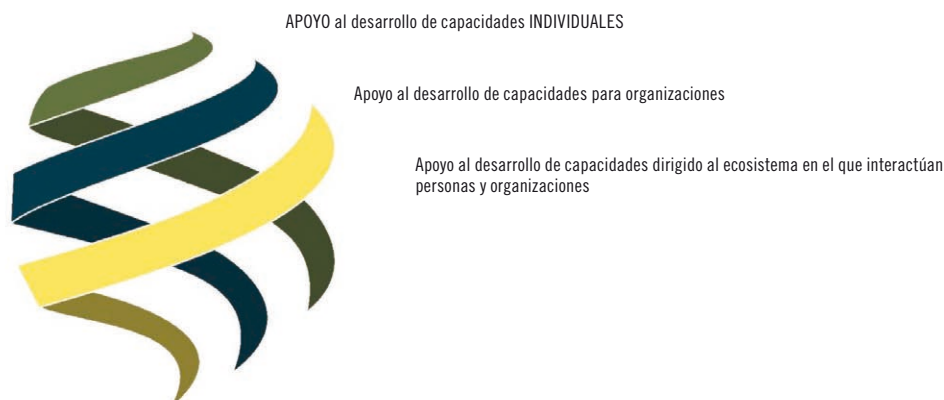 APOYO al desarrollo de capacidades INDIVIDUALES
Apoyo al desarrollo de capacidades para organizaciones
Apoyo al desarrollo de capacidades dirigido al ecosistema en el que interactúan
personas y organizaciones